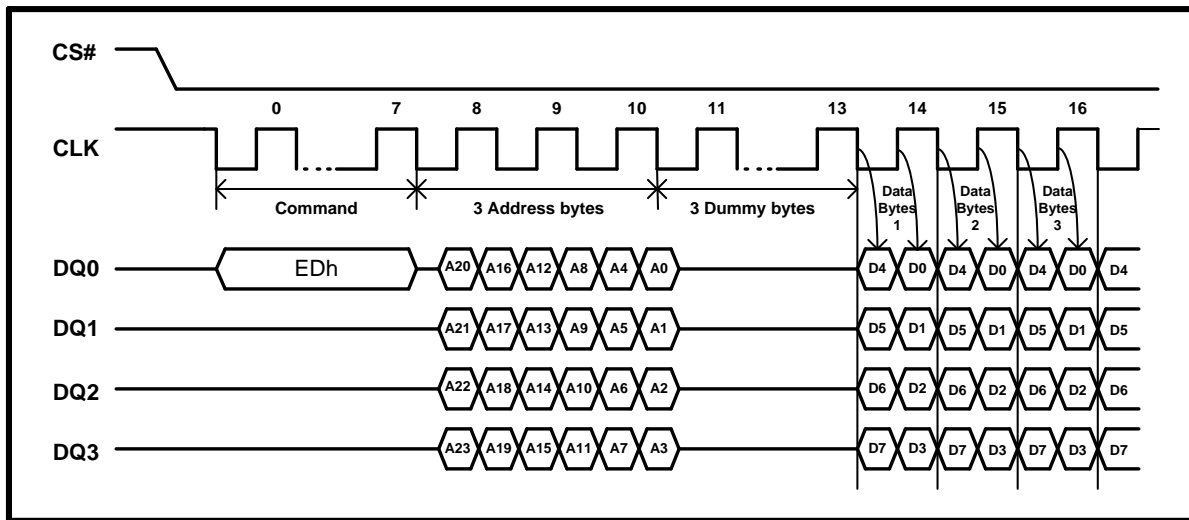 CS#
0 7 8 9 10 11 13 14 15 16
CLK
Command 3 Address bytes 3 Dummy bytes
Data Bytes 1 Data Bytes 2 Data Bytes 3
DQ0 EDh A20 A16 A12 A8 A4 A0 D4 D0 D4 D0 D4 D0 D4
DQ1 A21 A17 A13 A9 A5 A1 D5 D1 D5 D1 D5 D1 D5
DQ2 A22 A18 A14 A10 A6 A2 D6 D2 D6 D2 D6 D2 D6
DQ3 A23 A19 A15 A11 A7 A3 D7 D3 D7 D3 D7 D3 D7